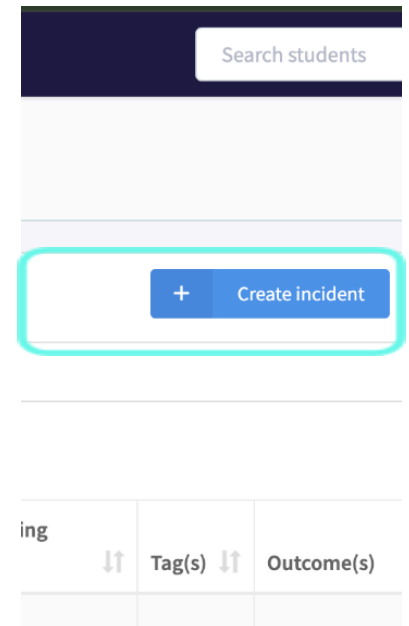 Search students
+ Create incident
ing
Tag(s)
Outcome(s)